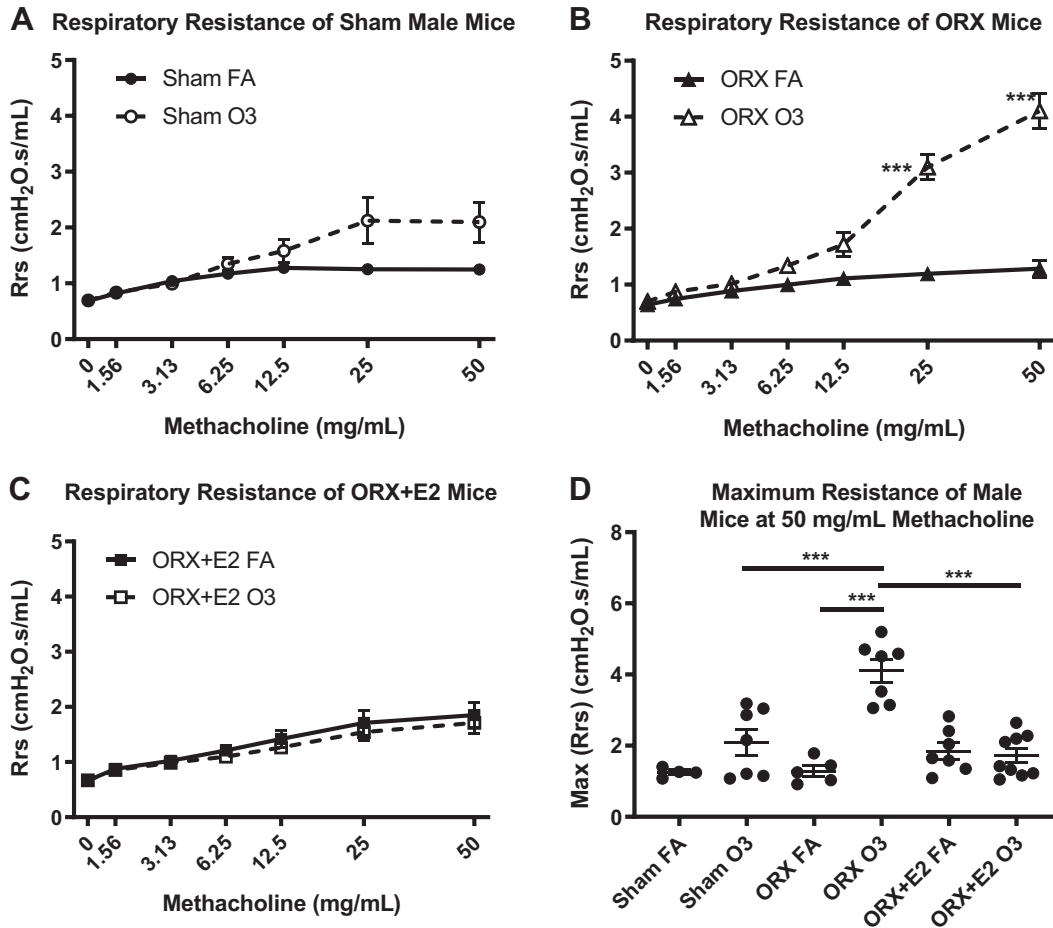 A Respiratory Resistance of Sham Male Mice
Sham FA
Sham O3
Rrs (cmH₂O.s/mL)
5
4
3
2
1
0
0
1.56
3.13
6.25
12.5
25
50
Methacholine (mg/mL)
B Respiratory Resistance of ORX Mice
ORX FA
ORX O3
***
***
Rrs (cmH₂O.s/mL)
5
4
3
2
1
0
0
1.56
3.13
6.25
12.5
25
50
Methacholine (mg/mL)
C Respiratory Resistance of ORX+E2 Mice
ORX+E2 FA
ORX+E2 O3
Rrs (cmH₂O.s/mL)
5
4
3
2
1
0
0
1.56
3.13
6.25
12.5
25
50
Methacholine (mg/mL)
D Maximum Resistance of Male
Mice at 50 mg/mL Methacholine
***
***
***
Max (Rrs) (cmH₂O.s/mL)
8
6
4
2
0
Sham FA
Sham O3
ORX FA
ORX O3
ORX+E2 FA
ORX+E2 O3